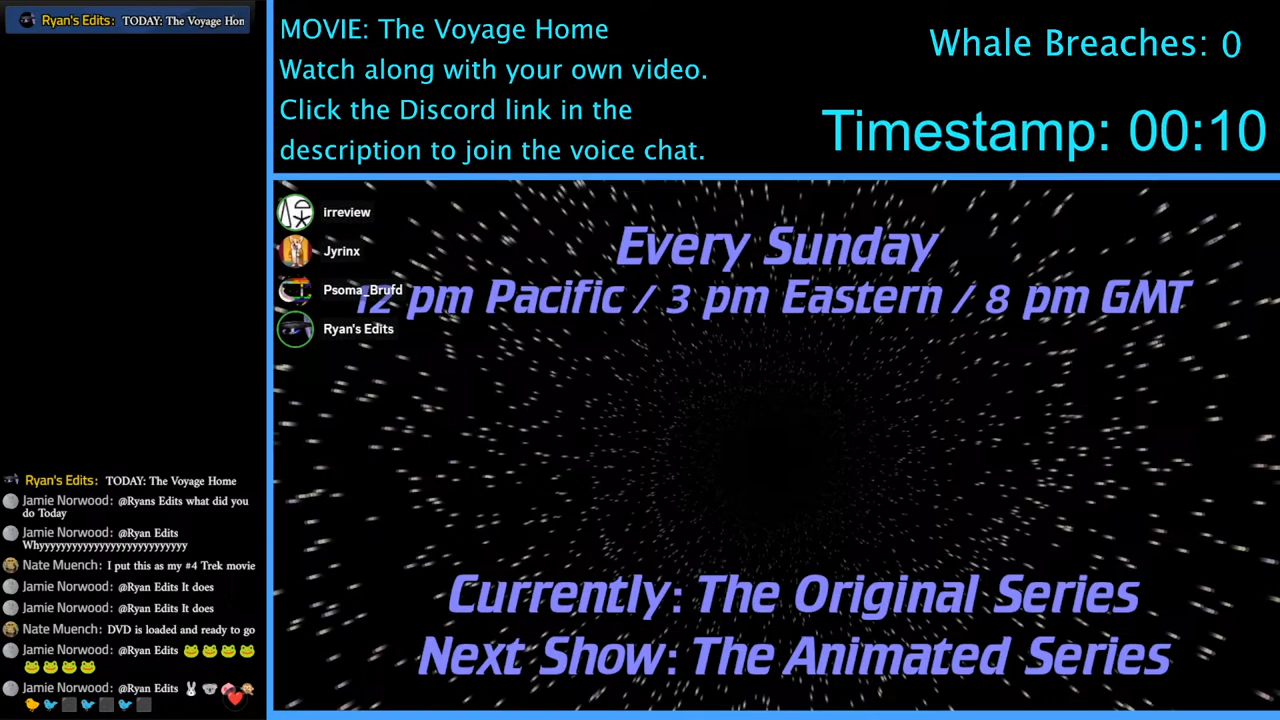 Ryan's Edits: TODAY: The Voyage Hom
MOVIE: The Voyage Home
Watch along with your own video.
Click the Discord link in the
description to join the voice chat.
Whale Breaches: 0
Timestamp: 00:10
irreview
Jyrinx
Psoma_Brufd
Ryan's Edits
Every Sunday
12 pm Pacific / 3 pm Eastern / 8 pm GMT
Currently: The Original Series
Next Show: The Animated Series
Ryan's Edits: TODAY: The Voyage Home
Jamie Norwood: @Ryans Edits what did you
do Today
Jamie Norwood: @Ryan Edits
Nate Muench: I put this as my #4 Trek movie
Jamie Norwood: @Ryan Edits It does
Jamie Norwood: @Ryan Edits It does
Nate Muench: DVD is loaded and ready to go
Jamie Norwood: @Ryan Edits 🐸 🐸 🐸 🐸
🐸 🐸 🐸 🐸
Jamie Norwood: @Ryan Edits